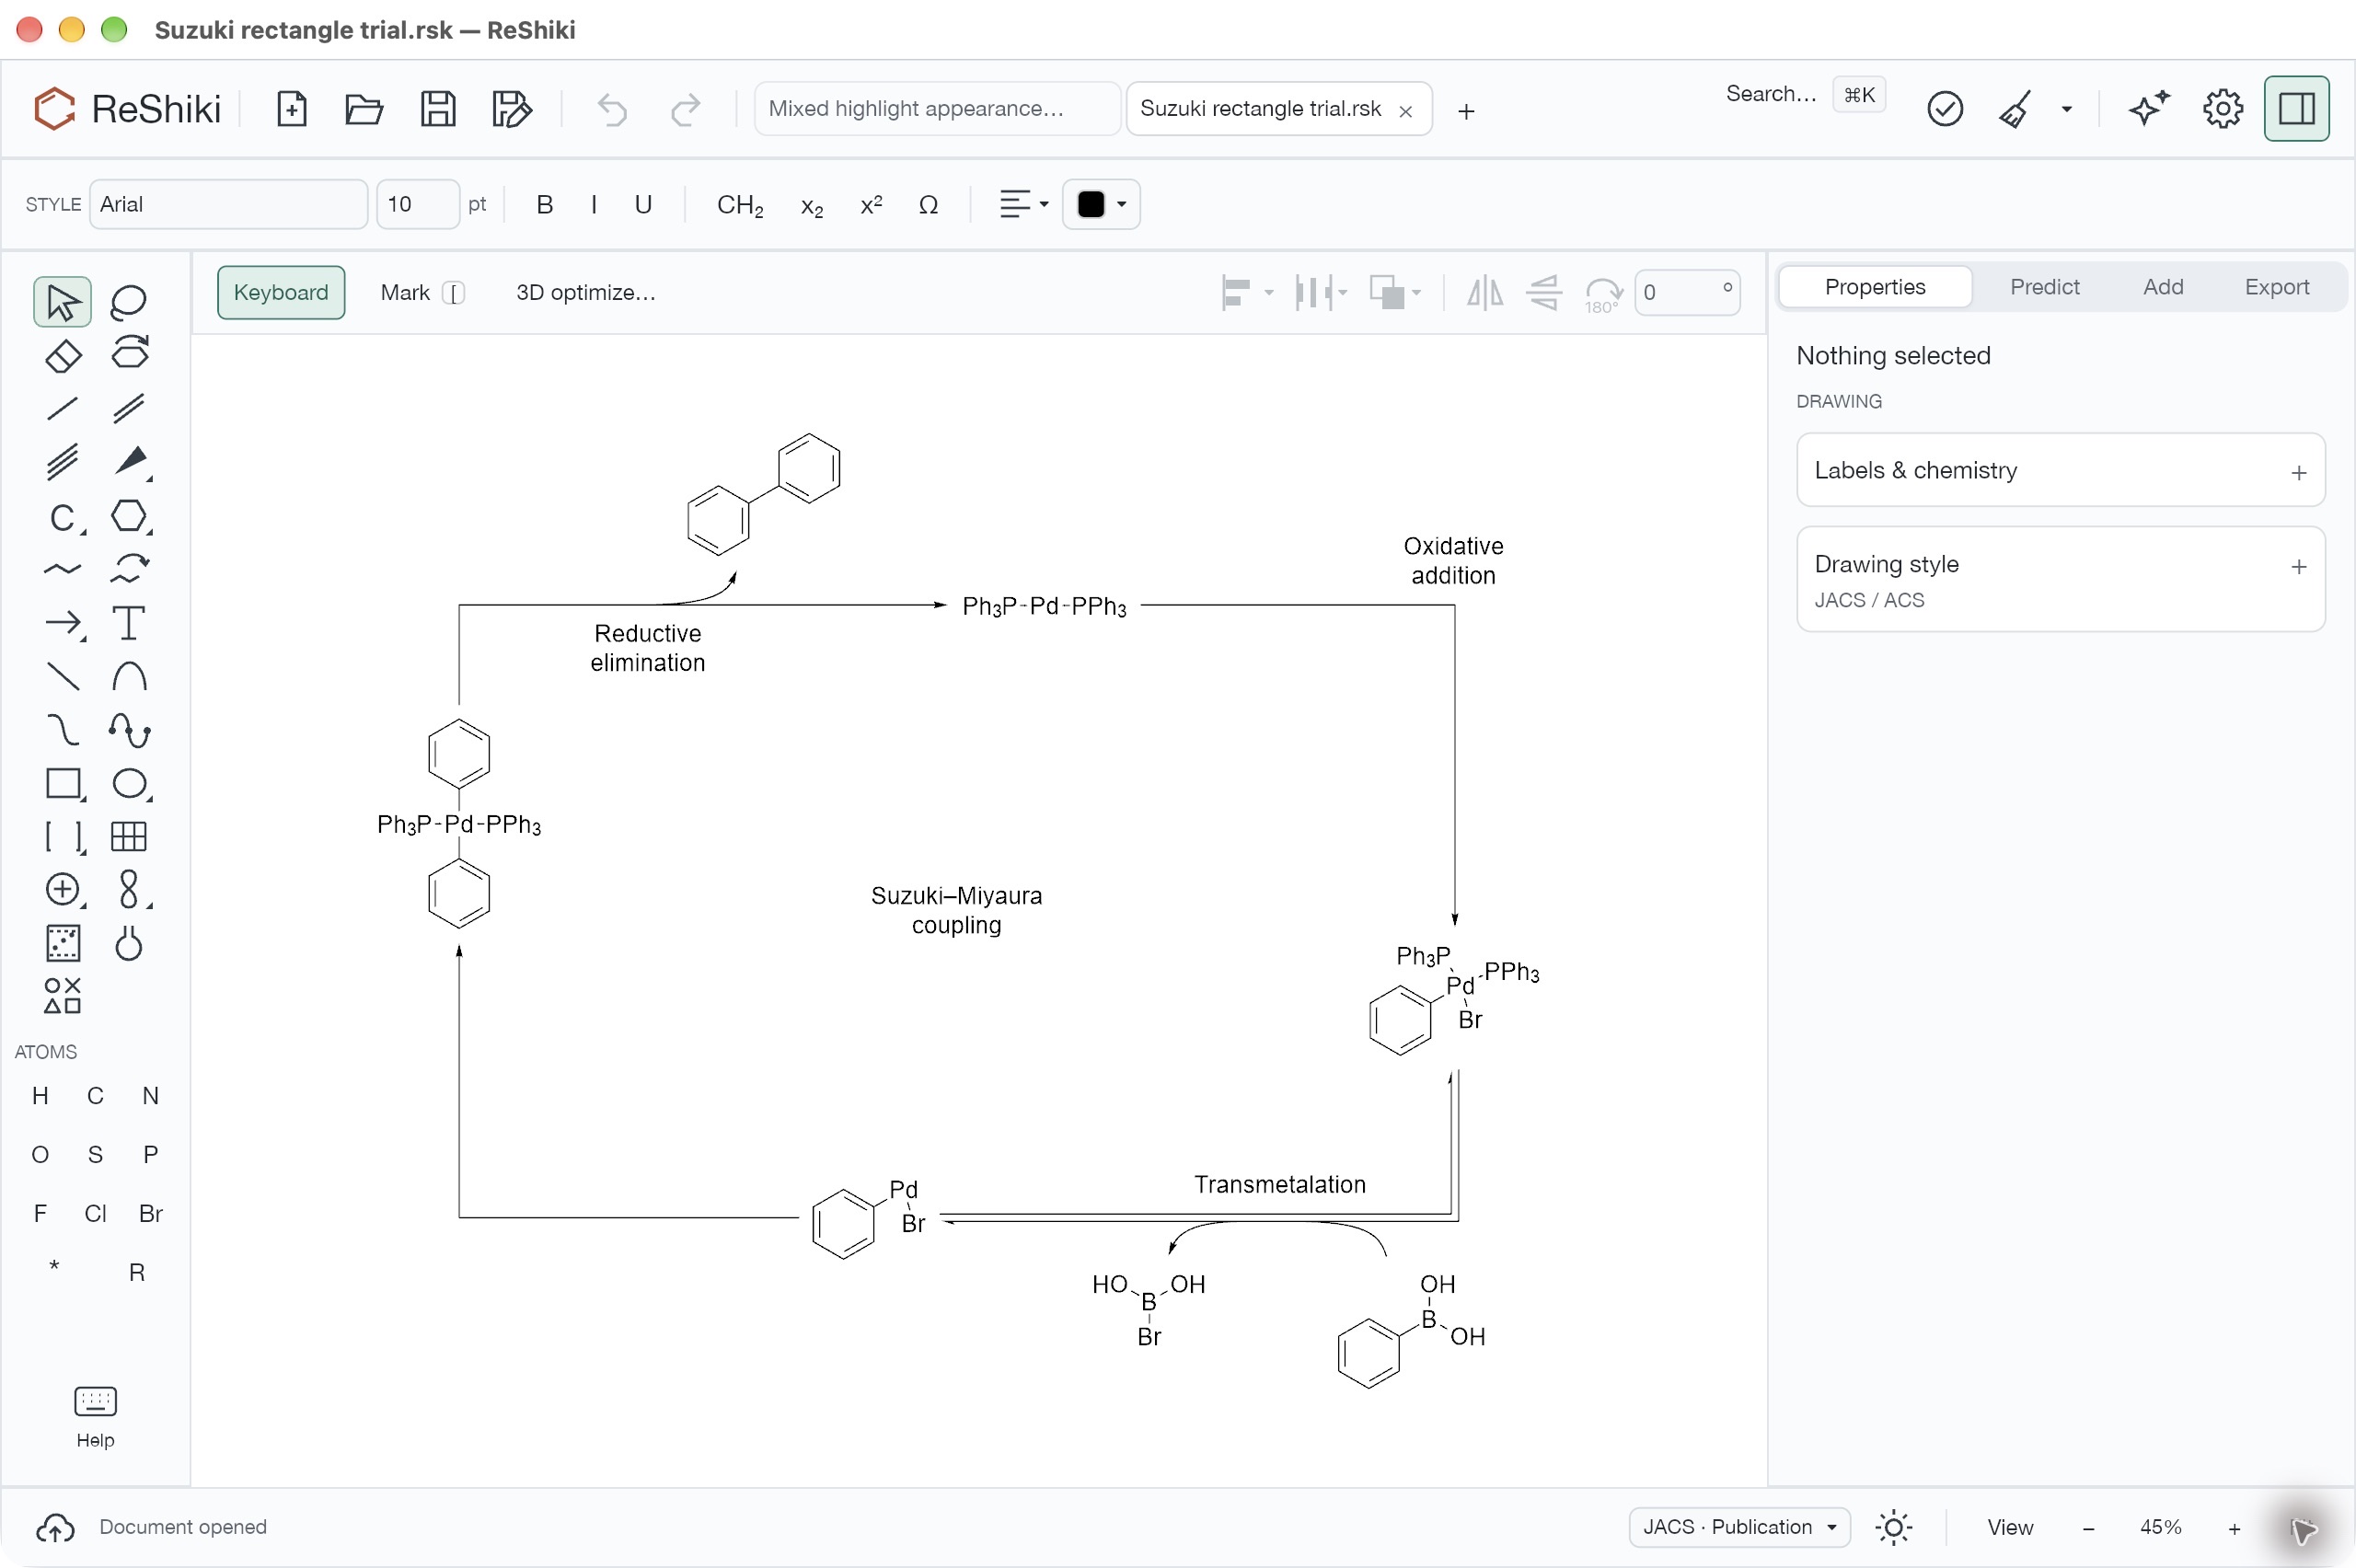 Suzuki rectangle trial.rsk — ReShiki
ReShiki
Mixed highlight appearance...
Suzuki rectangle trial.rsk ×
+
Search... ⌘K
STYLE Arial 10 pt B I U CH₂ x₂ x² Ω
Keyboard Mark [ 3D optimize...
180°
0 °
Properties Predict Add Export
Nothing selected
DRAWING
Labels & chemistry +
Drawing style +
JACS / ACS
C
T
[ ]
ATOMS
H C N
O S P
F Cl Br
* R
Help
Oxidative
addition
Ph₃P-Pd-PPh₃
Reductive
elimination
Ph₃P-Pd-PPh₃
Suzuki–Miyaura
coupling
Ph₃P
PPh₃
Pd
Br
Transmetalation
Pd
Br
HO OH
B
Br
OH
B
OH
Document opened
JACS · Publication
View − 45% +